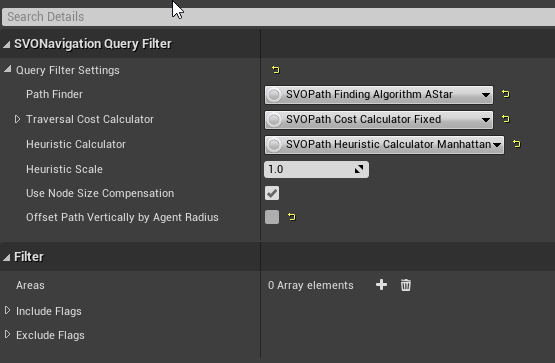 Search Details
SVONavigation Query Filter
Query Filter Settings
Path Finder SVOPath Finding Algorithm AStar
Traversal Cost Calculator SVOPath Cost Calculator Fixed
Heuristic Calculator SVOPath Heuristic Calculator Manhattan
Heuristic Scale 1.0
Use Node Size Compensation
Offset Path Vertically by Agent Radius
Filter
Areas 0 Array elements
Include Flags
Exclude Flags